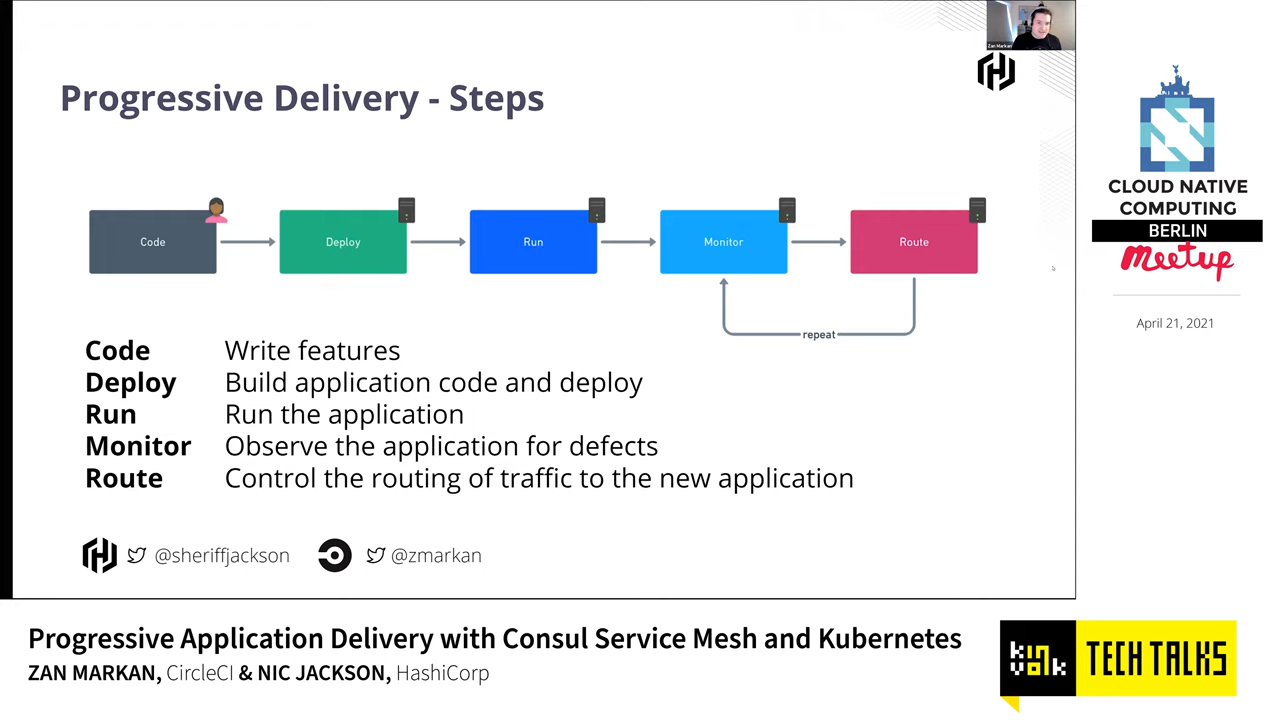 Zan Markan
Progressive Delivery - Steps
Code
Deploy
Run
Monitor
Route
repeat
Code Write features
Deploy Build application code and deploy
Run Run the application
Monitor Observe the application for defects
Route Control the routing of traffic to the new application
@sheriffjackson
@zmarkan
CLOUD NATIVE
COMPUTING
BERLIN
meetup
April 21, 2021
Progressive Application Delivery with Consul Service Mesh and Kubernetes
ZAN MARKAN, CircleCI & NIC JACKSON, HashiCorp
kinvolk
TECH TALKS